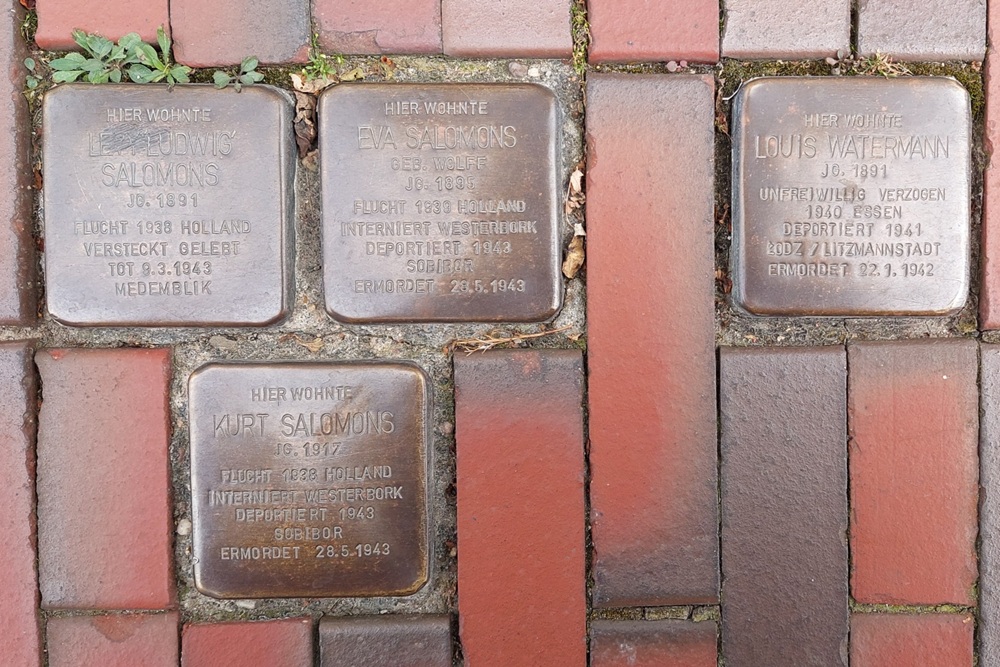 HIER WOHNTE
LEVI 'LUDWIG'
SALOMONS
JG. 1891
FLUCHT 1938 HOLLAND
VERSTECKT GELEBT
TOT 9.3.1943
MEDEMBLIK
HIER WOHNTE
EVA SALOMONS
GEB. WOLFF
JG. 1895
FLUCHT 1938 HOLLAND
INTERNIERT WESTERBORK
DEPORTIERT 1943
SOBIBOR
ERMORDET 28.5.1943
HIER WOHNTE
LOUIS WATERMANN
JG. 1891
UNFREIWILLIG VERZOGEN
1940 ESSEN
DEPORTIERT 1941
ŁODZ / LITZMANNSTADT
ERMORDET 22.1.1942
HIER WOHNTE
KURT SALOMONS
JG. 1917
FLUCHT 1938 HOLLAND
INTERNIERT WESTERBORK
DEPORTIERT 1943
SOBIBOR
ERMORDET 28.5.1943